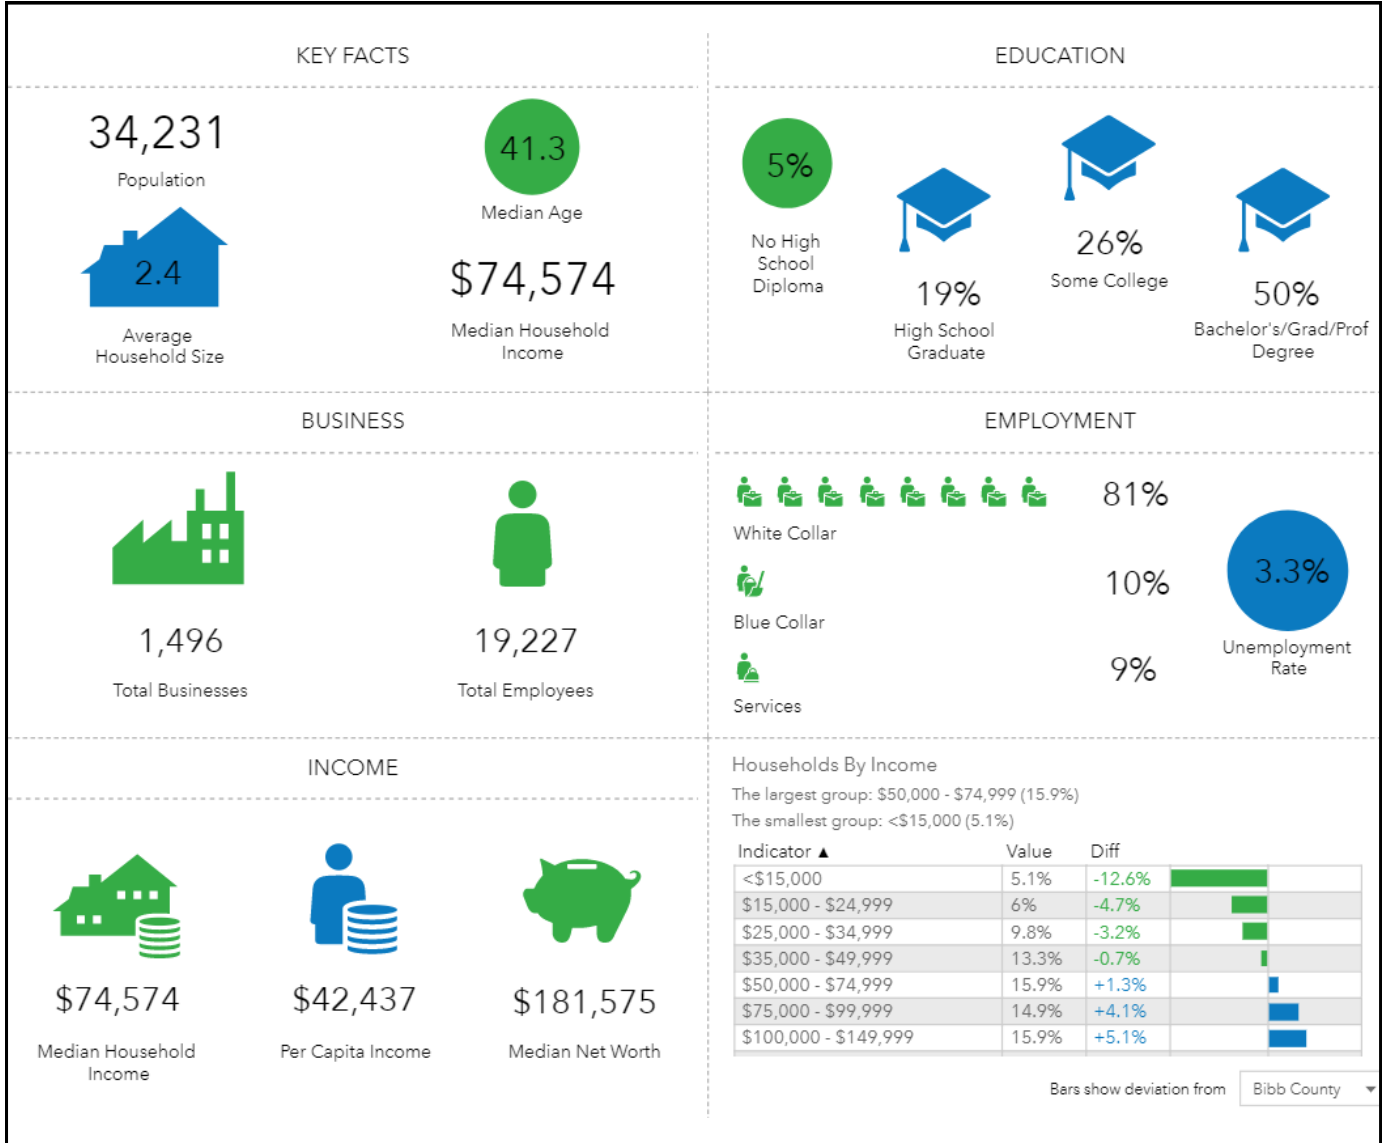 KEY FACTS
34,231
Population
41.3
Median Age
2.4
Average
Household Size
$74,574
Median Household
Income
EDUCATION
5%
No High
School
Diploma
19%
High School
Graduate
26%
Some College
50%
Bachelor's/Grad/Prof
Degree
BUSINESS
1,496
Total Businesses
19,227
Total Employees
EMPLOYMENT
81%
White Collar
10%
Blue Collar
9%
Services
3.3%
Unemployment
Rate
INCOME
$74,574
Median Household
Income
$42,437
Per Capita Income
$181,575
Median Net Worth
Households By Income
The largest group: $50,000 - $74,999 (15.9%)
The smallest group: <$15,000 (5.1%)
Indicator ▲ Value Diff
<$15,000 5.1% -12.6%
$15,000 - $24,999 6% -4.7%
$25,000 - $34,999 9.8% -3.2%
$35,000 - $49,999 13.3% -0.7%
$50,000 - $74,999 15.9% +1.3%
$75,000 - $99,999 14.9% +4.1%
$100,000 - $149,999 15.9% +5.1%
Bars show deviation from Bibb County